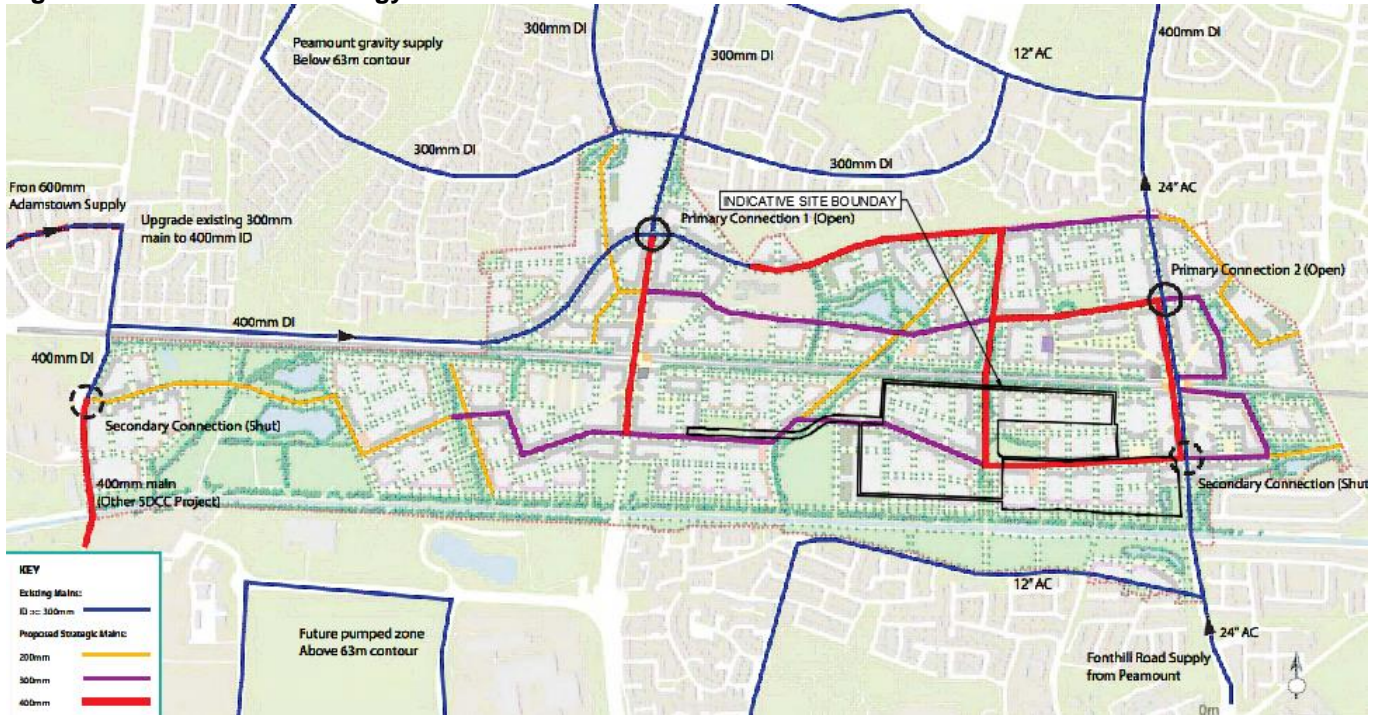 300mm DI
Peamount gravity supply
Below 63m contour
300mm DI
12" AC
400mm DI
300mm DI
300mm DI
24" AC
Fron 600mm
Adamstown Supply
Upgrade existing 300mm
main to 400mm ID
INDICATIVE SITE BOUNDAY
Primary Connection 1 (Open)
Primary Connection 2 (Open)
400mm DI
400mm DI
Secondary Connection (Shut)
400mm main
(Other SDCC Project)
Secondary Connection (Shut
12" AC
KEY
Existing Mains:
ID >= 300mm
Proposed Strategic Mains:
200mm
300mm
400mm
Future pumped zone
Above 63m contour
24" AC
Fonthill Road Supply
from Peamount
0m